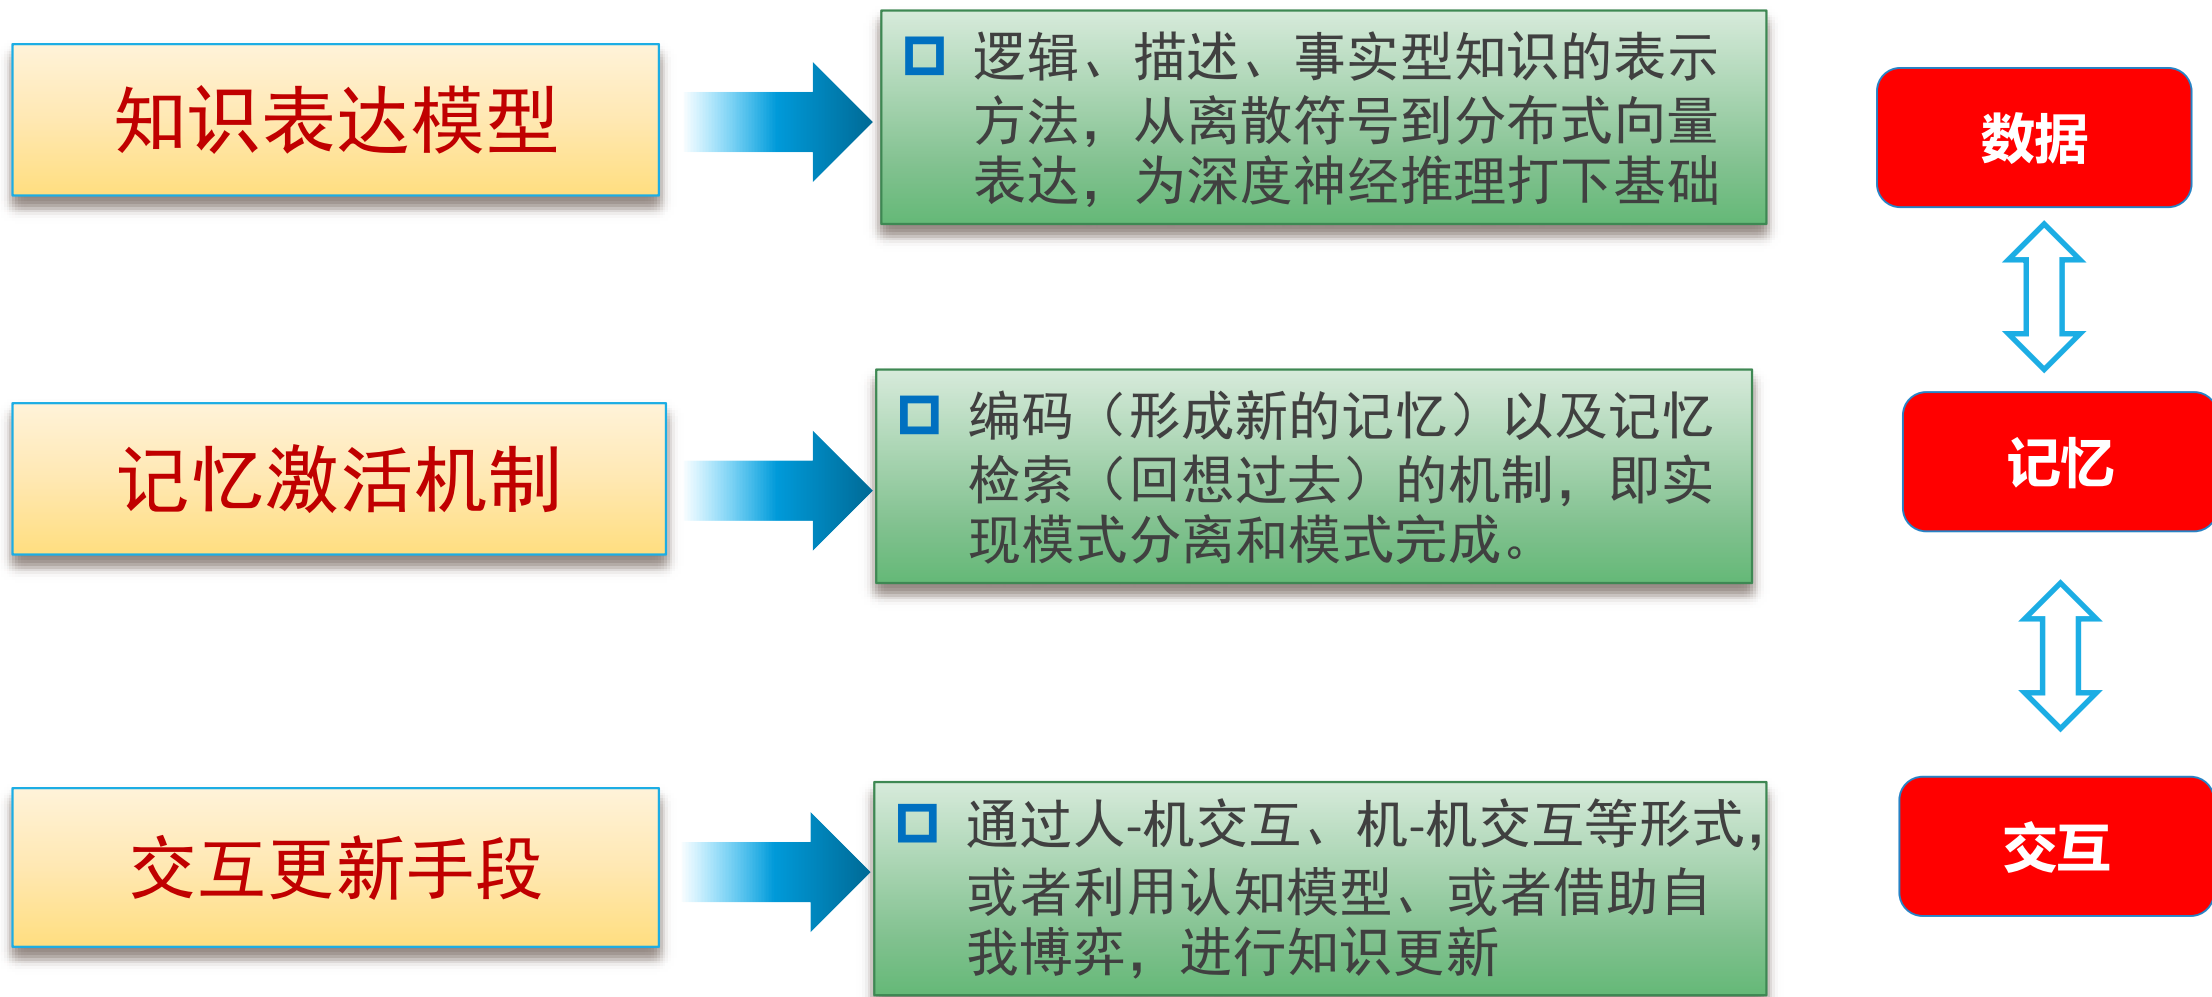 知识表达模型
逻辑、描述、事实型知识的表示
方法，从离散符号到分布式向量
表达，为深度神经推理打下基础
数据
记忆激活机制
编码（形成新的记忆）以及记忆
检索（回想过去）的机制，即实
现模式分离和模式完成。
记忆
交互更新手段
通过人-机交互、机-机交互等形式，
或者利用认知模型、或者借助自
我博弈，进行知识更新
交互